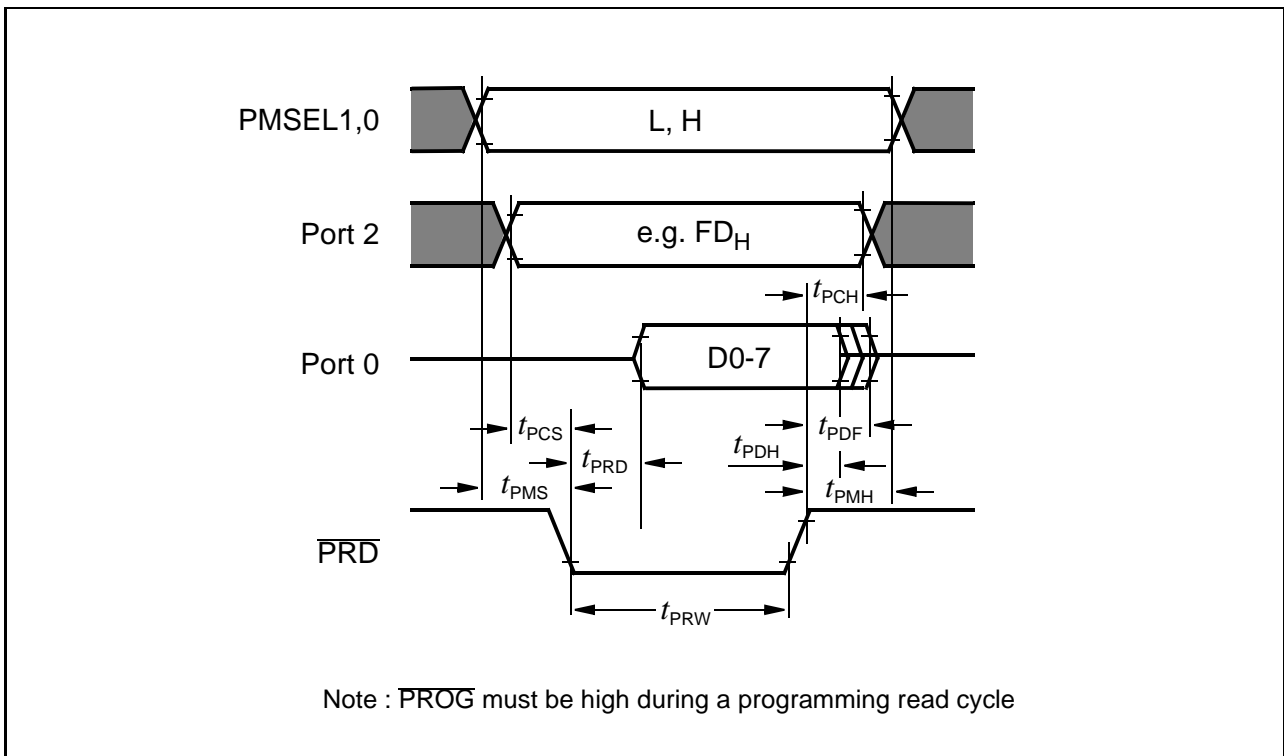 PMSEL1,0
L, H
Port 2
e.g. FDH
tPCH
Port 0
D0-7
tPCS
tPDF
tPRD
tPDH
tPMS
tPMH
PRD
tPRW
Note : PROG must be high during a programming read cycle